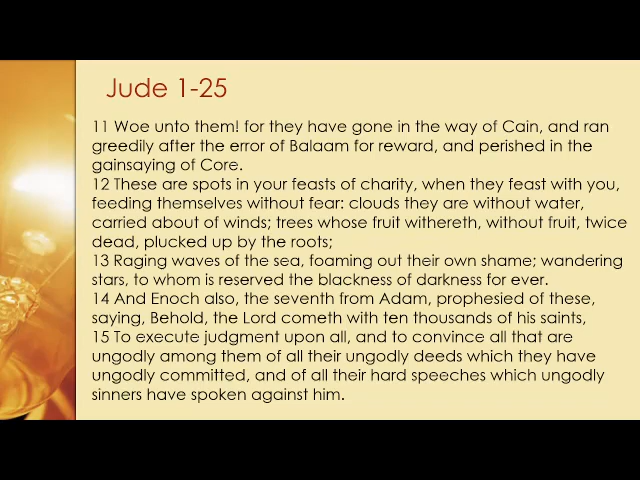 Jude 1-25
11 Woe unto them! for they have gone in the way of Cain, and ran
greedily after the error of Balaam for reward, and perished in the
gainsaying of Core.
12 These are spots in your feasts of charity, when they feast with you,
feeding themselves without fear: clouds they are without water,
carried about of winds; trees whose fruit withereth, without fruit, twice
dead, plucked up by the roots;
13 Raging waves of the sea, foaming out their own shame; wandering
stars, to whom is reserved the blackness of darkness for ever.
14 And Enoch also, the seventh from Adam, prophesied of these,
saying, Behold, the Lord cometh with ten thousands of his saints,
15 To execute judgment upon all, and to convince all that are
ungodly among them of all their ungodly deeds which they have
ungodly committed, and of all their hard speeches which ungodly
sinners have spoken against him.